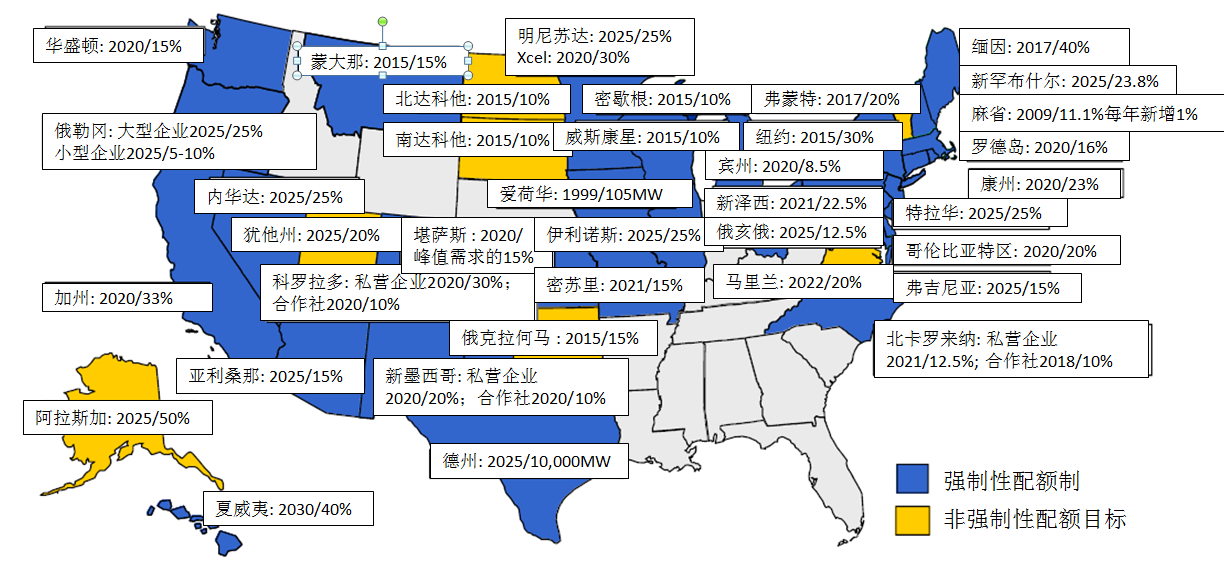 华盛顿: 2020/15%
蒙大那: 2015/15%
明尼苏达: 2025/25%
Xcel: 2020/30%
缅因: 2017/40%
新罕布什尔: 2025/23.8%
北达科他: 2015/10%
密歇根: 2015/10%
弗蒙特: 2017/20%
麻省: 2009/11.1%每年新增1%
俄勒冈: 大型企业2025/25%
小型企业2025/5-10%
南达科他: 2015/10%
威斯康星: 2015/10%
纽约: 2015/30%
罗德岛: 2020/16%
宾州: 2020/8.5%
康州: 2020/23%
内华达: 2025/25%
爱荷华: 1999/105MW
新泽西: 2021/22.5%
特拉华: 2025/25%
犹他州: 2025/20%
堪萨斯 : 2020/
峰值需求的15%
伊利诺斯: 2025/25%
俄亥俄: 2025/12.5%
哥伦比亚特区: 2020/20%
科罗拉多: 私营企业2020/30%；
合作社2020/10%
密苏里: 2021/15%
马里兰: 2022/20%
弗吉尼亚: 2025/15%
加州: 2020/33%
俄克拉何马 : 2015/15%
北卡罗来纳: 私营企业
2021/12.5%; 合作社2018/10%
亚利桑那: 2025/15%
新墨西哥: 私营企业
2020/20%；合作社2020/10%
阿拉斯加: 2025/50%
德州: 2025/10,000MW
夏威夷: 2030/40%
强制性配额制
非强制性配额目标